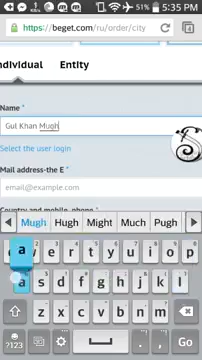 51% 5:35 PM
https://beget.com/ru/order/city
ndividual Entity
Name *
Gul Khan Mugh
Select the user login
Mail address-the E *
email@example.com
Country and mobile phone *
Mugh Hugh Might Much Pugh
a
w e r t y u i o p
a s d f g h j k l
z x c v b n m
?123 Go